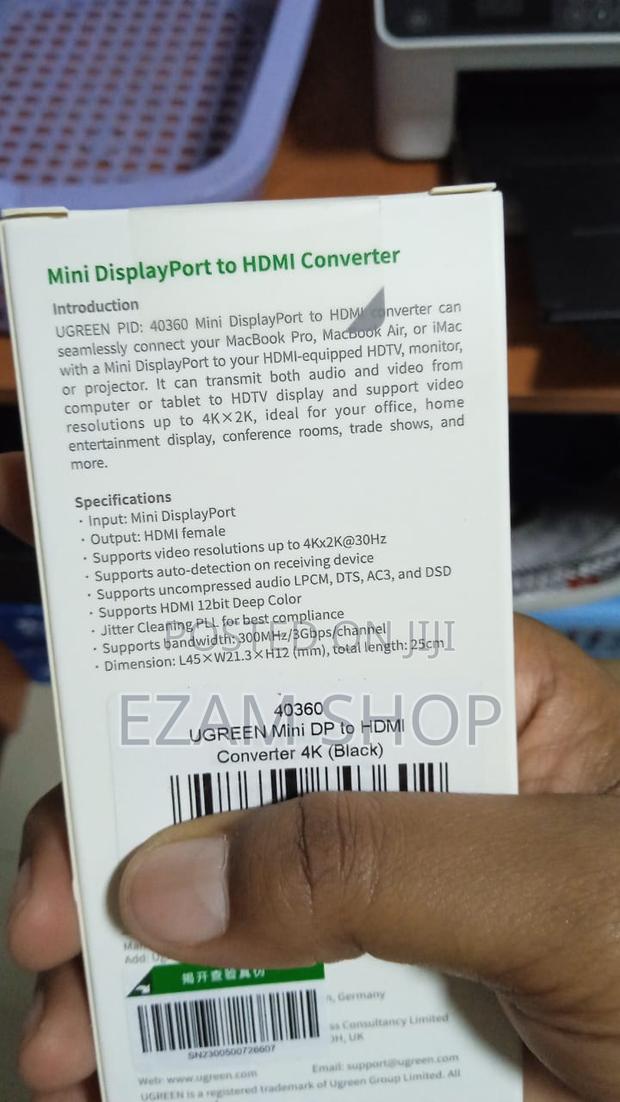 Mini DisplayPort to HDMI Converter
Introduction
UGREEN PID: 40360 Mini DisplayPort to HDMI converter can
seamlessly connect your MacBook Pro, MacBook Air, or iMac
with a Mini DisplayPort to your HDMI-equipped HDTV, monitor,
or projector. It can transmit both audio and video from
computer or tablet to HDTV display and support video
resolutions up to 4K×2K, ideal for your office, home
entertainment display, conference rooms, trade shows, and
more.
Specifications
· Input: Mini DisplayPort
· Output: HDMI female
· Supports video resolutions up to 4Kx2K@30Hz
· Supports auto-detection on receiving device
· Supports uncompressed audio LPCM, DTS, AC3, and DSD
· Supports HDMI 12bit Deep Color
· Jitter Cleaning PLL for best compliance
· Supports bandwidth: 300MHz/3Gbps/channel
· Dimension: L45×W21.3×H12 (mm), total length: 25cm
POSTED ON JIJI
EZAM SHOP
40360
UGREEN Mini DP to HDMI
Converter 4K (Black)
Add:
揭开查验真伪
Germany
Consultancy Limited
UK
SN2300500726607
Web: www.ugreen.com Email: support@ugreen.com
UGREEN is a registered trademark of Ugreen Group Limited. All